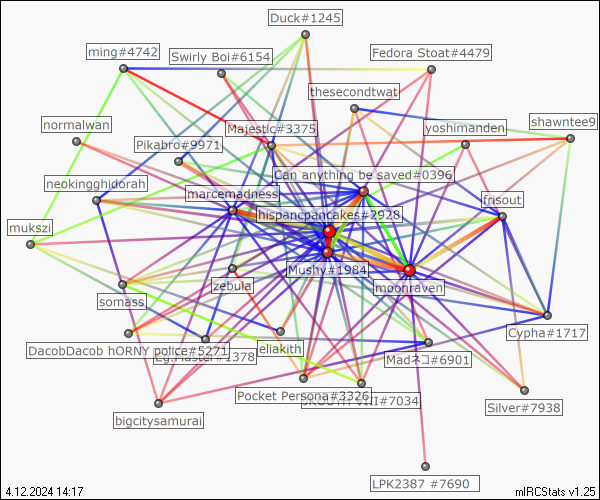 Duck#1245
ming#4742
Swirly Boi#6154
Fedora Stoat#4479
thesecondtwat
normalwan
Majestic#3375
yoshimanden
shawntee9
Pikabro#9971
Can anything be saved#0396
neokingghidorah
marcemadness
frisout
hispancpancakes#2928
mukszi
Mushy#1984
zebula
moonraven
somass
Cypha#1717
DacobDacob hORNY police#5271
#1378
eliakith
Madネコ#6901
Pocket Persona#3326
VIII#7034
Silver#7938
bigcitysamurai
LPK2387 #7690
4.12.2024 14:17
mIRCStats v1.25